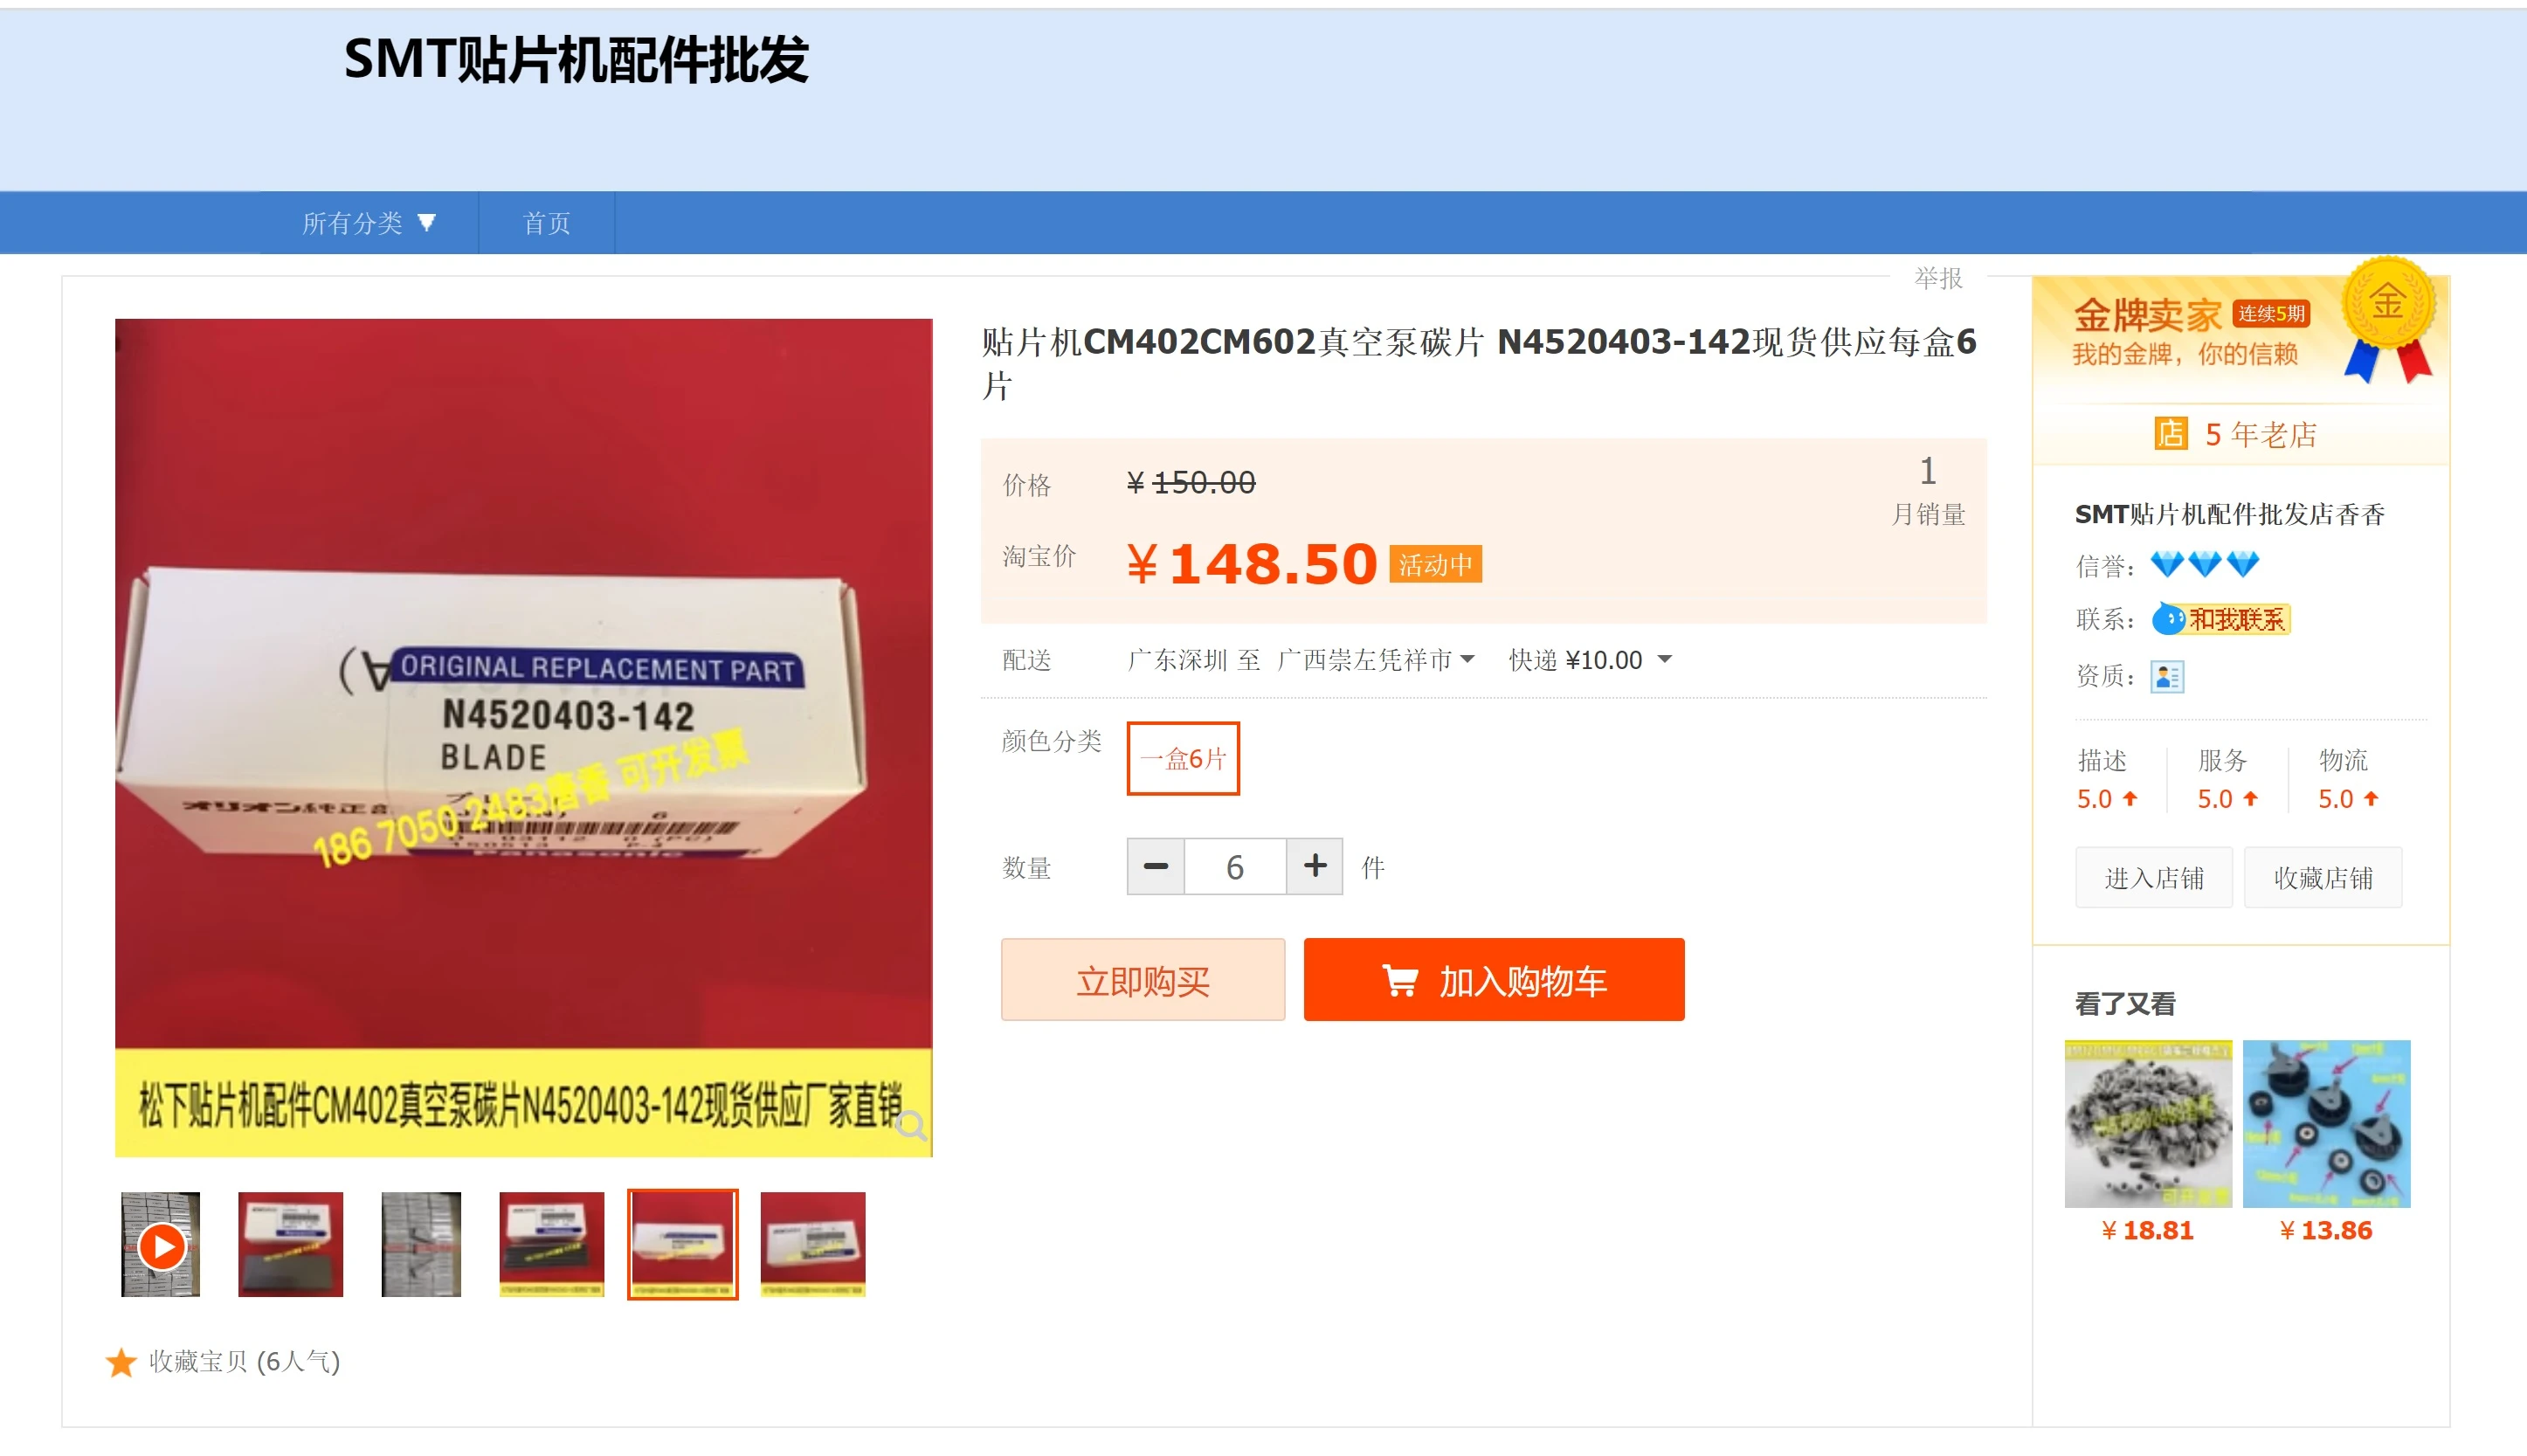 SMT贴片机配件批发
所有分类
首页
举报
贴片机CM402CM602真空泵碳片 N4520403-142现货供应每盒6
片
价格
¥ 150.00
1
月销量
淘宝价
¥ 148.50
活动中
配送
广东深圳 至 广西崇左凭祥市
快递 ¥10.00
颜色分类
一盒6片
数量
6
件
立即购买
加入购物车
ORIGINAL REPLACEMENT PART
N4520403-142
BLADE
186 7050 2483唐香 可开发票
オリオン純正部
6
Panasonic
松下贴片机配件CM402真空泵碳片N4520403-142现货供应厂家直销
收藏宝贝 (6人气)
金牌卖家
连续5期
金
我的金牌，你的信赖
店
5 年老店
SMT贴片机配件批发店香香
信誉：
联系：
和我联系
资质：
描述
服务
物流
5.0
5.0
5.0
进入店铺
收藏店铺
看了又看
可开发票
¥ 18.81
¥ 13.86